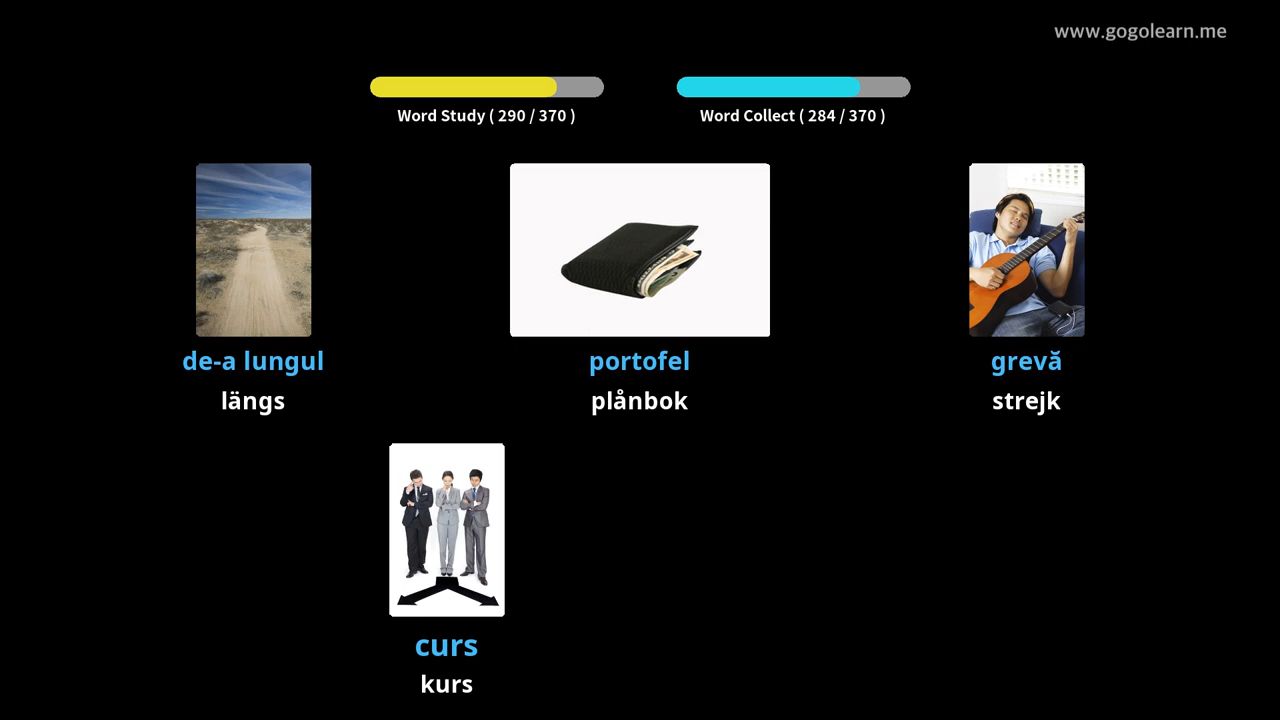 www.gogolearn.me
Word Study ( 290 / 370 )
Word Collect ( 284 / 370 )
de-a lungul
portofel
grevă
längs
plånbok
strejk
curs
kurs